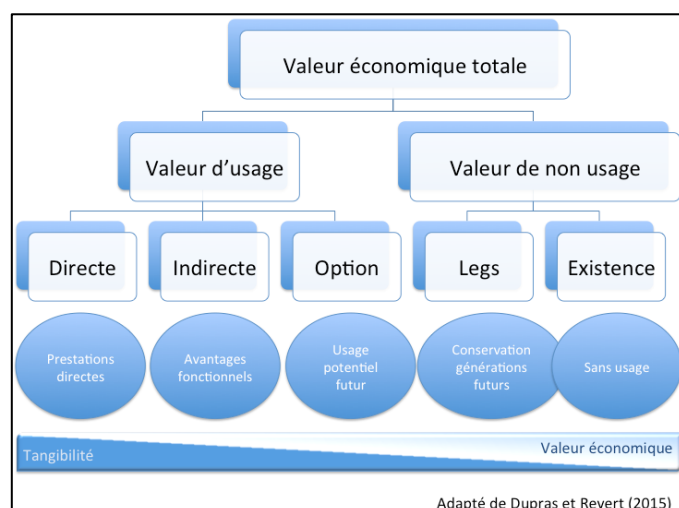 Valeur économique totale
Valeur d’usage
Valeur de non usage
Directe
Indirecte
Option
Legs
Existence
Prestations
directes
Avantages
fonctionnels
Usage
potentiel
futur
Conservation
générations
futurs
Sans usage
Tangibilité
Valeur économique
Adapté de Dupras et Revert (2015)